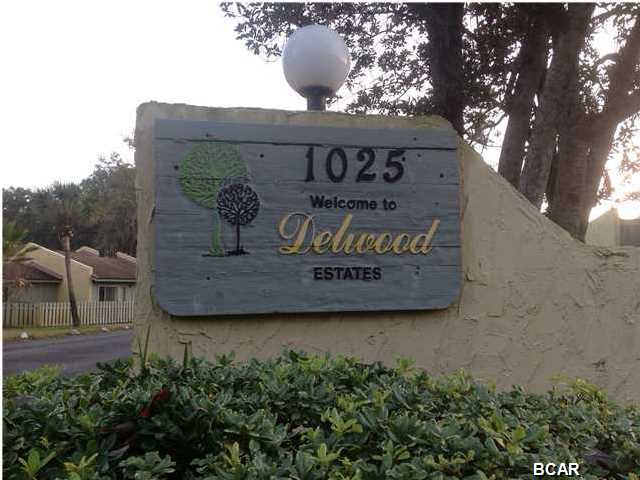 1025
Welcome to
Delwood
ESTATES
BCAR